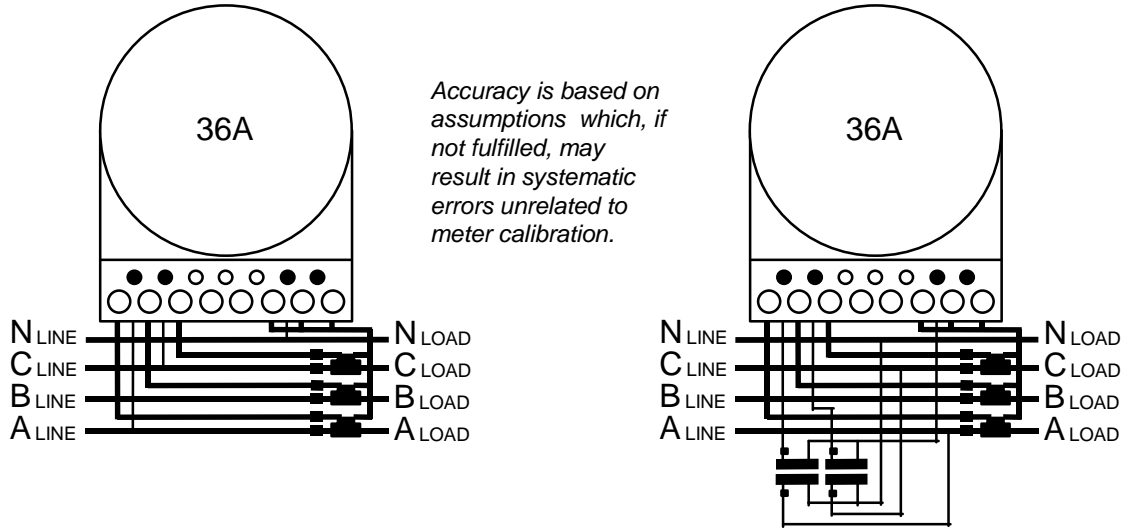 36A
Accuracy is based on
assumptions which, if
not fulfilled, may
result in systematic
errors unrelated to
meter calibration.
36A
N LINE
N LOAD
C LINE
C LOAD
B LINE
B LOAD
A LINE
A LOAD
N LINE
N LOAD
C LINE
C LOAD
B LINE
B LOAD
A LINE
A LOAD